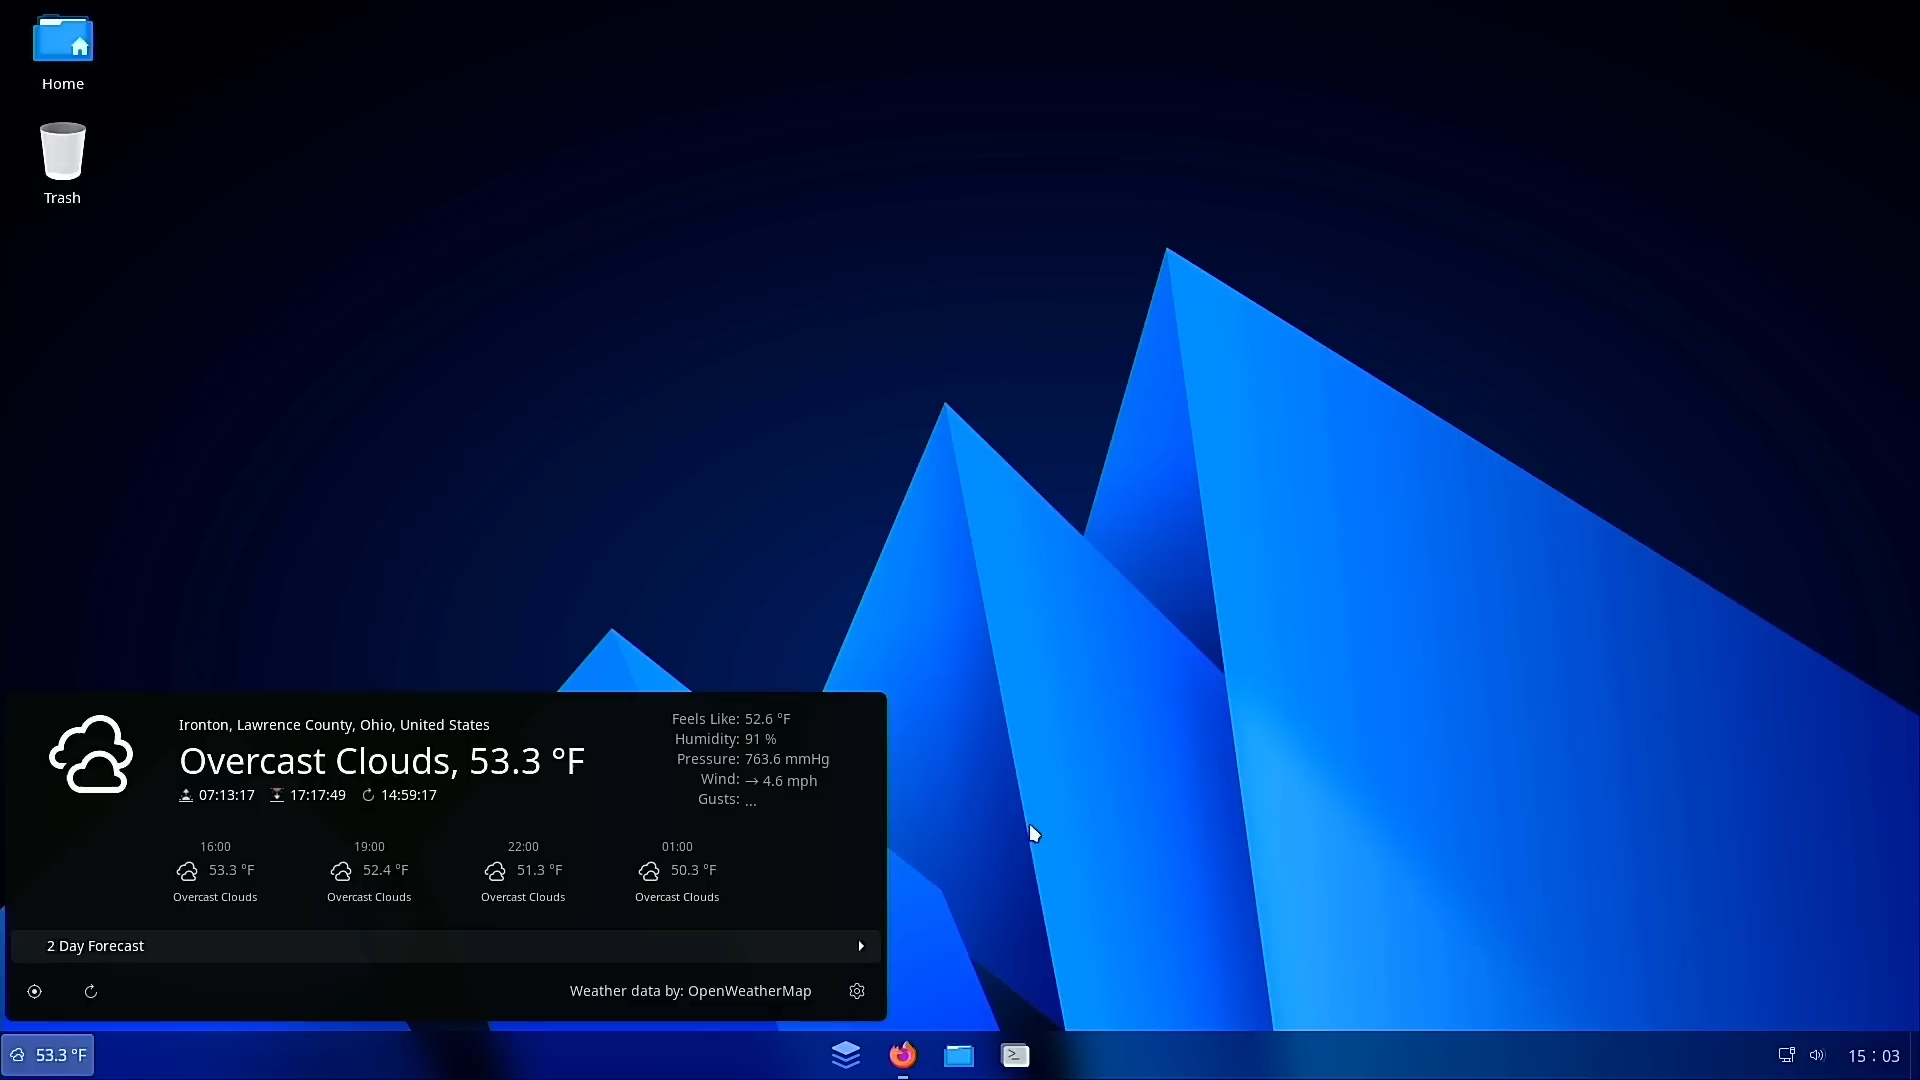 Home
Trash
Ironton, Lawrence County, Ohio, United States
Overcast Clouds, 53.3 °F
07:13:17 17:17:49 14:59:17
Feels Like: 52.6 °F
Humidity: 91 %
Pressure: 763.6 mmHg
Wind: → 4.6 mph
Gusts: ...
16:00 19:00 22:00 01:00
53.3 °F 52.4 °F 51.3 °F 50.3 °F
Overcast Clouds Overcast Clouds Overcast Clouds Overcast Clouds
2 Day Forecast
Weather data by: OpenWeatherMap
53.3 °F
15 : 03